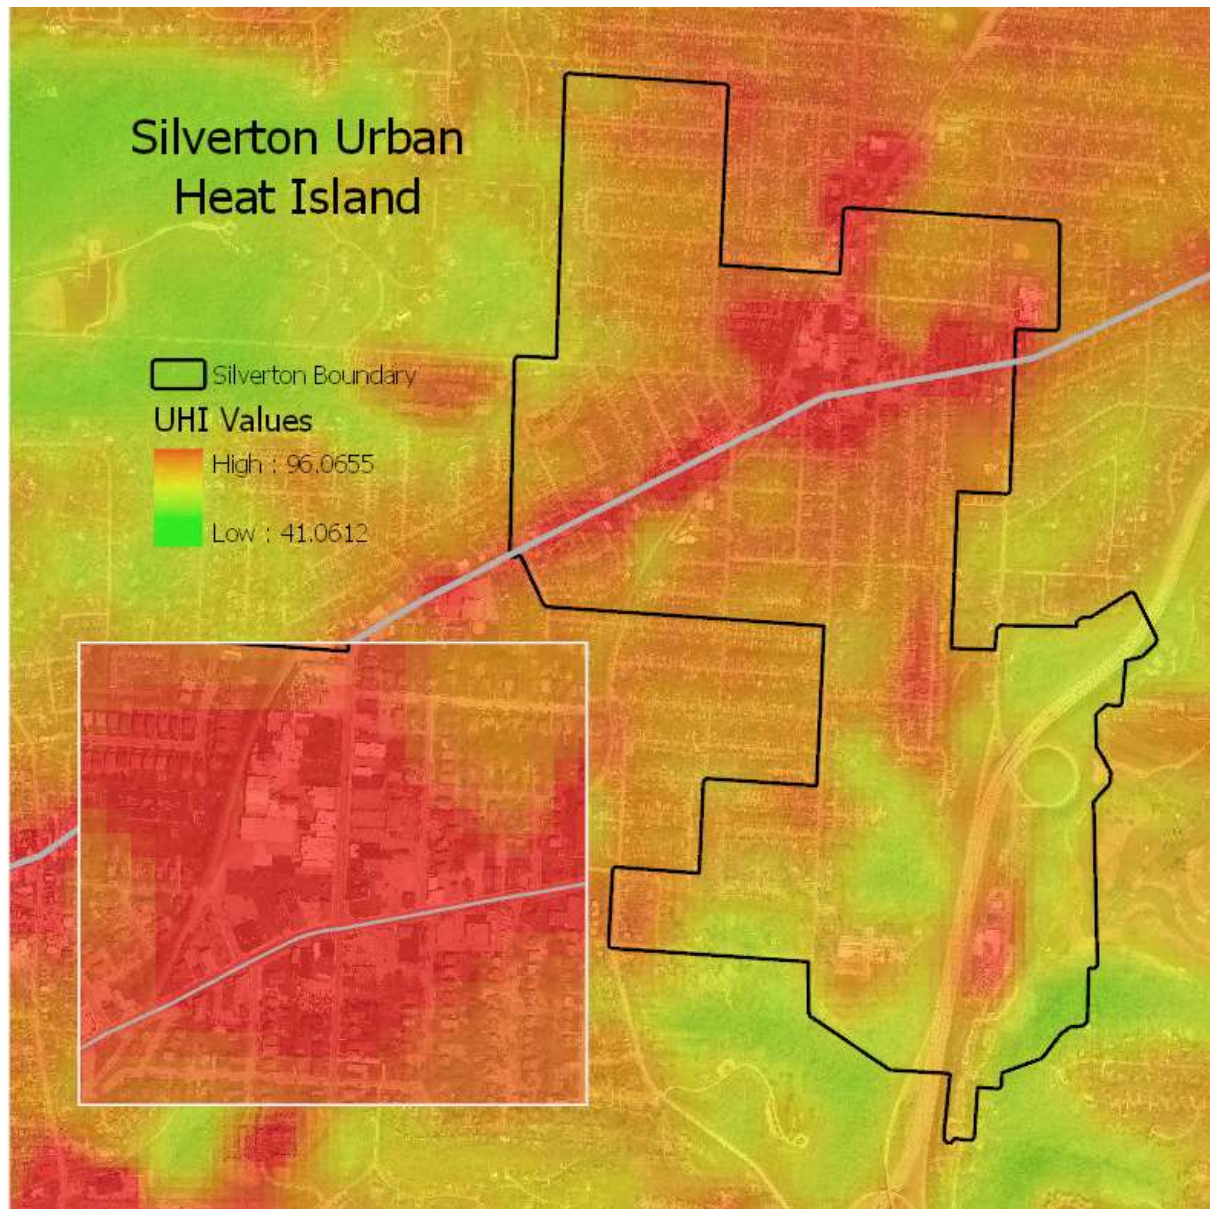 Silverton Urban
Heat Island
Silverton Boundary
UHI Values
High : 96.0655
Low : 41.0612